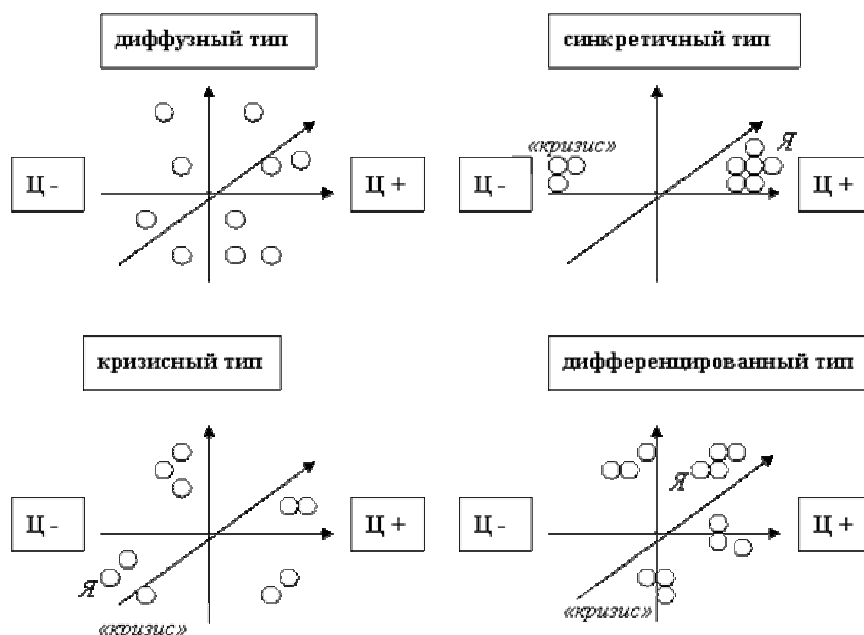 диффузный тип
синкретичный тип
«кризис»
Я
Ц -
Ц +
Ц -
Ц +
кризисный тип
дифференцированный тип
Я
Ц -
Ц +
Ц -
Ц +
Я
«кризис»
«кризис»